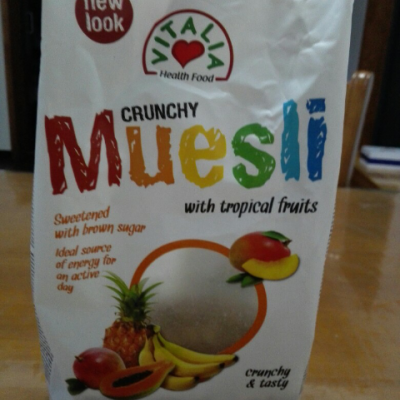 new
look
VITALIA
Health Food
CRUNCHY
Muesli
with tropical fruits
Sweetened
with brown sugar
Ideal source
of energy for
an active
day
crunchy
& tasty